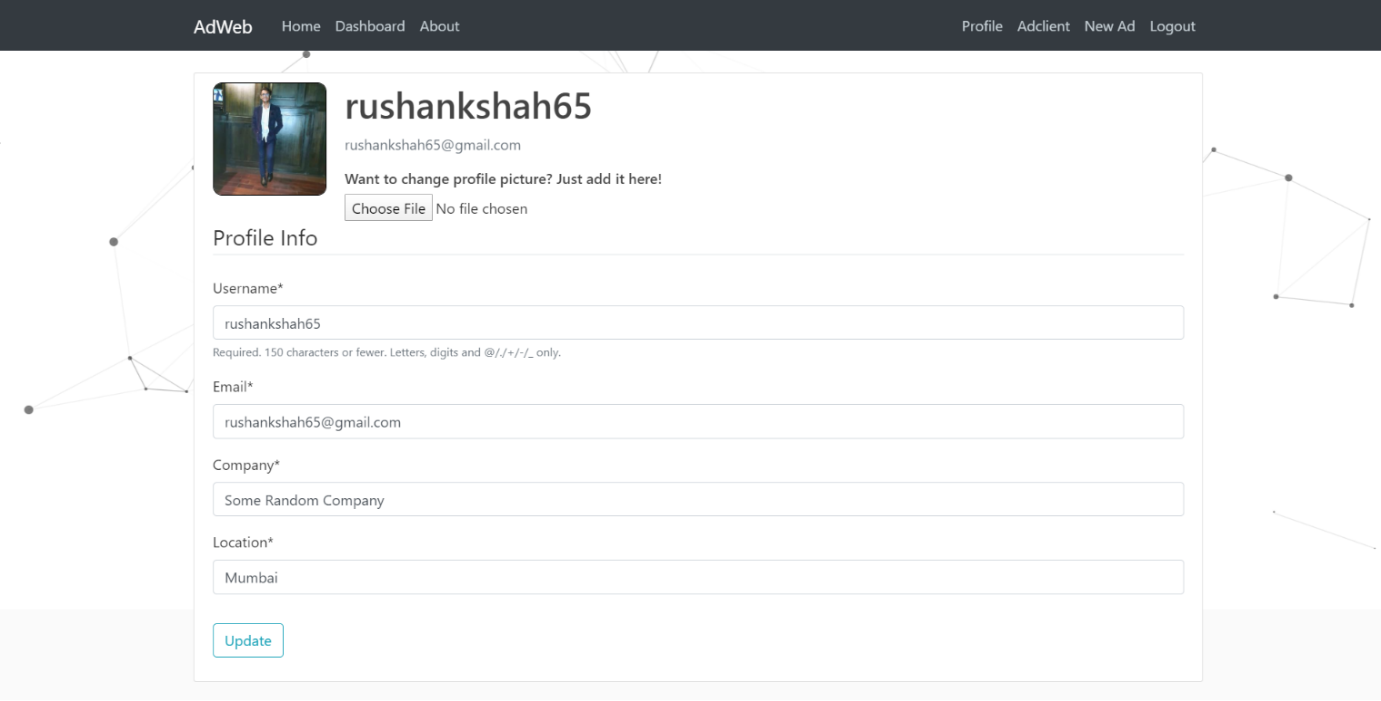 AdWeb Home Dashboard About Profile Adclient New Ad Logout
rushankshah65
rushankshah65@gmail.com
Want to change profile picture? Just add it here!
Choose File No file chosen
Profile Info
Username*
rushankshah65
Required. 150 characters or fewer. Letters, digits and @/./+/-/_ only.
Email*
rushankshah65@gmail.com
Company*
Some Random Company
Location*
Mumbai
Update